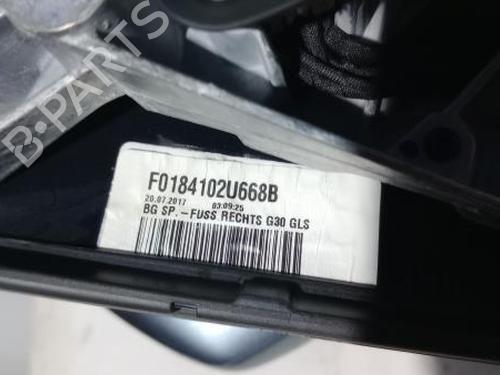 B-PARTS
F0184102U668B
20.07.2017 03:09:25
BG SP.-FUSS RECHTS G30 GLS